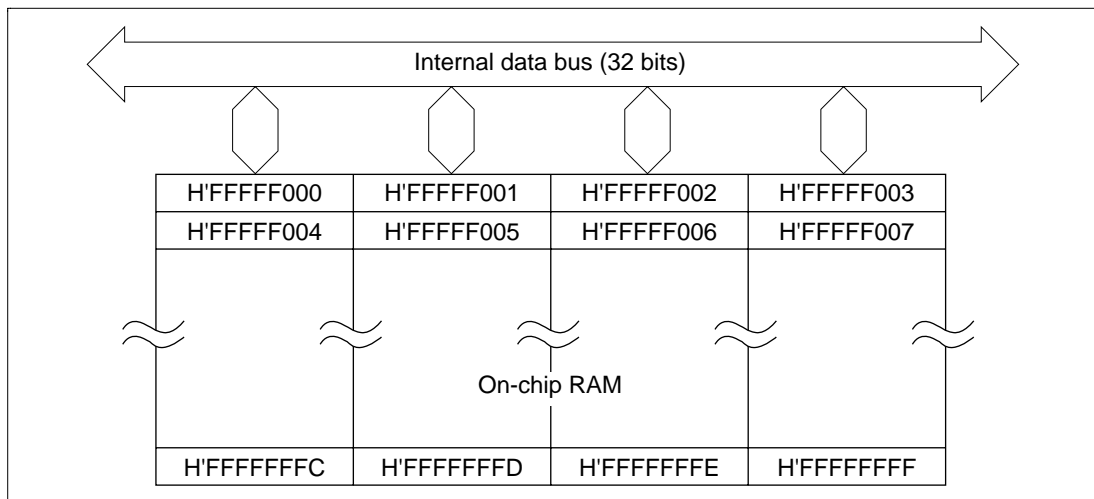 Internal data bus (32 bits)
H'FFFFF000 H'FFFFF001 H'FFFFF002 H'FFFFF003
H'FFFFF004 H'FFFFF005 H'FFFFF006 H'FFFFF007
On-chip RAM
H'FFFFFFFC H'FFFFFFFD H'FFFFFFFE H'FFFFFFFF